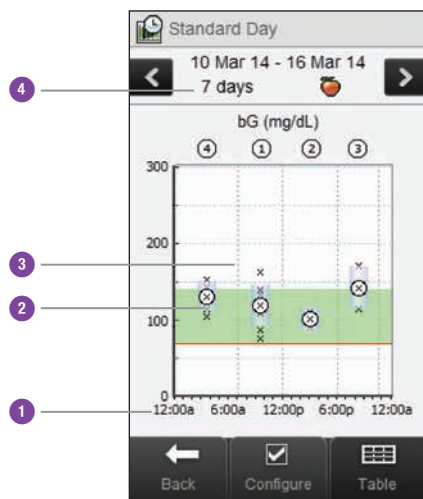 Standard Day
10 Mar 14 - 16 Mar 14
4
7 days
bG (mg/dL)
4 1 2 3
300
200
3
2
100
0
1
12:00a 6:00a 12:00p 6:00p 12:00a
Back Configure Table